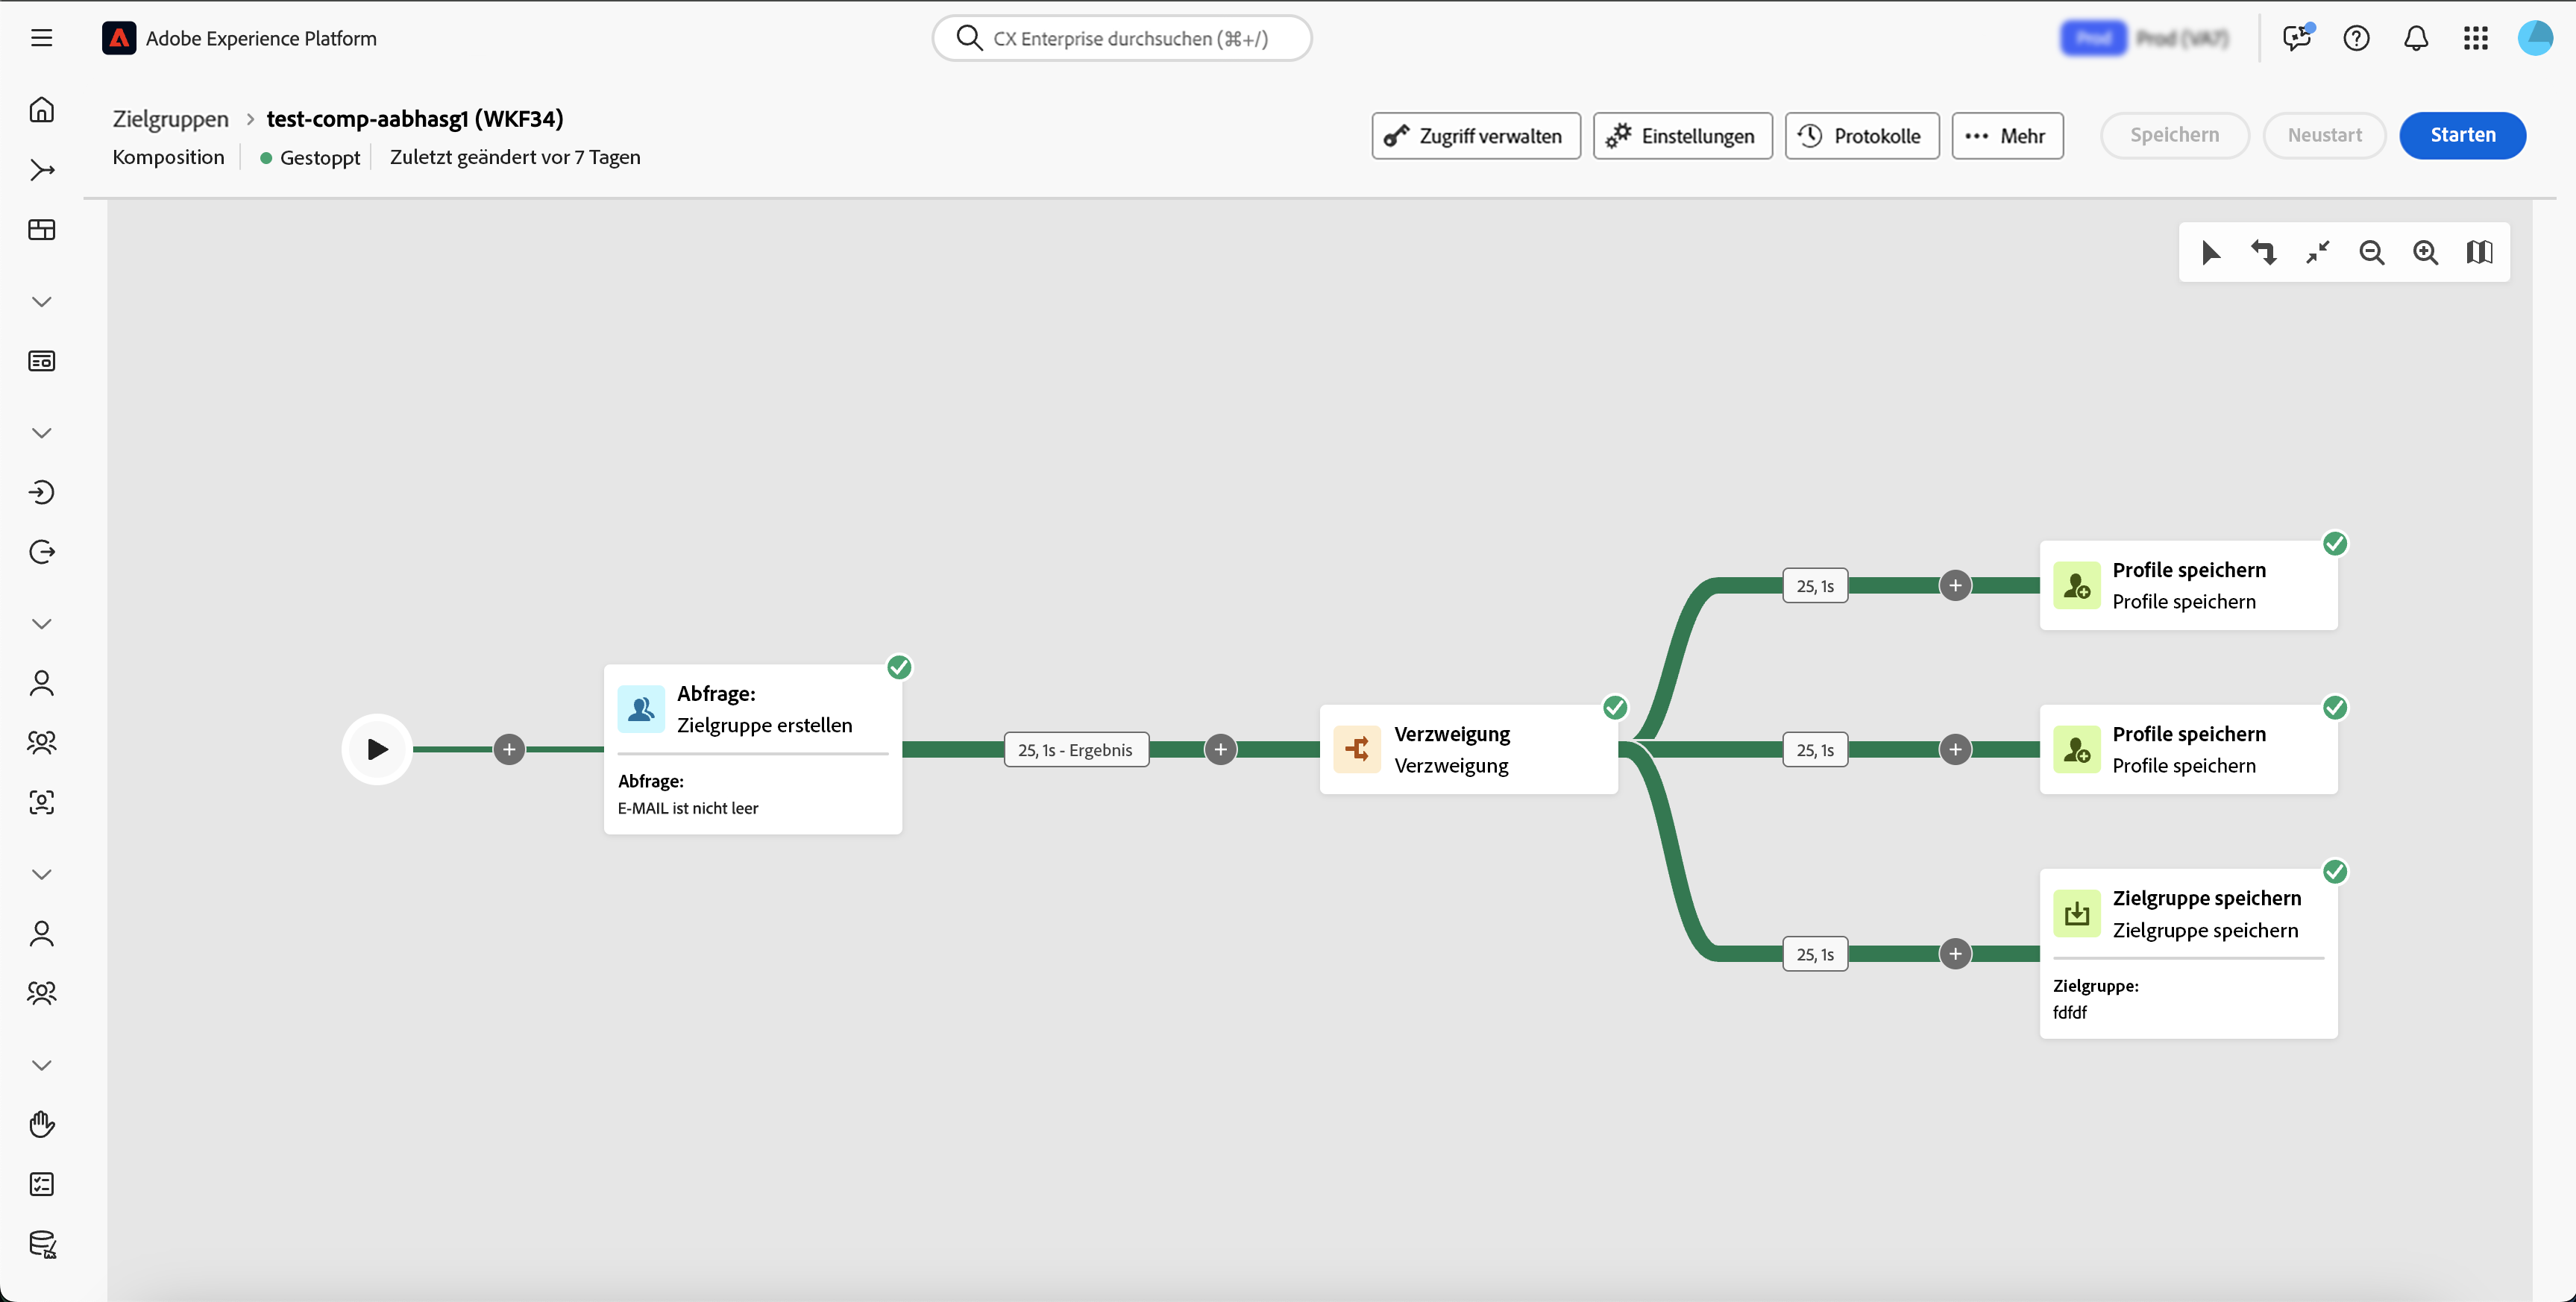 Adobe Experience Platform
CX Enterprise durchsuchen (⌘+/)
Prod
Prod (VA7)
Zielgruppen
test-comp-aabhasg1 (WKF34)
Komposition
Gestoppt
Zuletzt geändert vor 7 Tagen
Zugriff verwalten
Einstellungen
Protokolle
Mehr
Speichern
Neustart
Starten
Abfrage:
Zielgruppe erstellen
Abfrage:
E-MAIL ist nicht leer
25, 1s - Ergebnis
Verzweigung
Verzweigung
25, 1s
Profile speichern
Profile speichern
25, 1s
Profile speichern
Profile speichern
25, 1s
Zielgruppe speichern
Zielgruppe speichern
Zielgruppe:
fdfdf